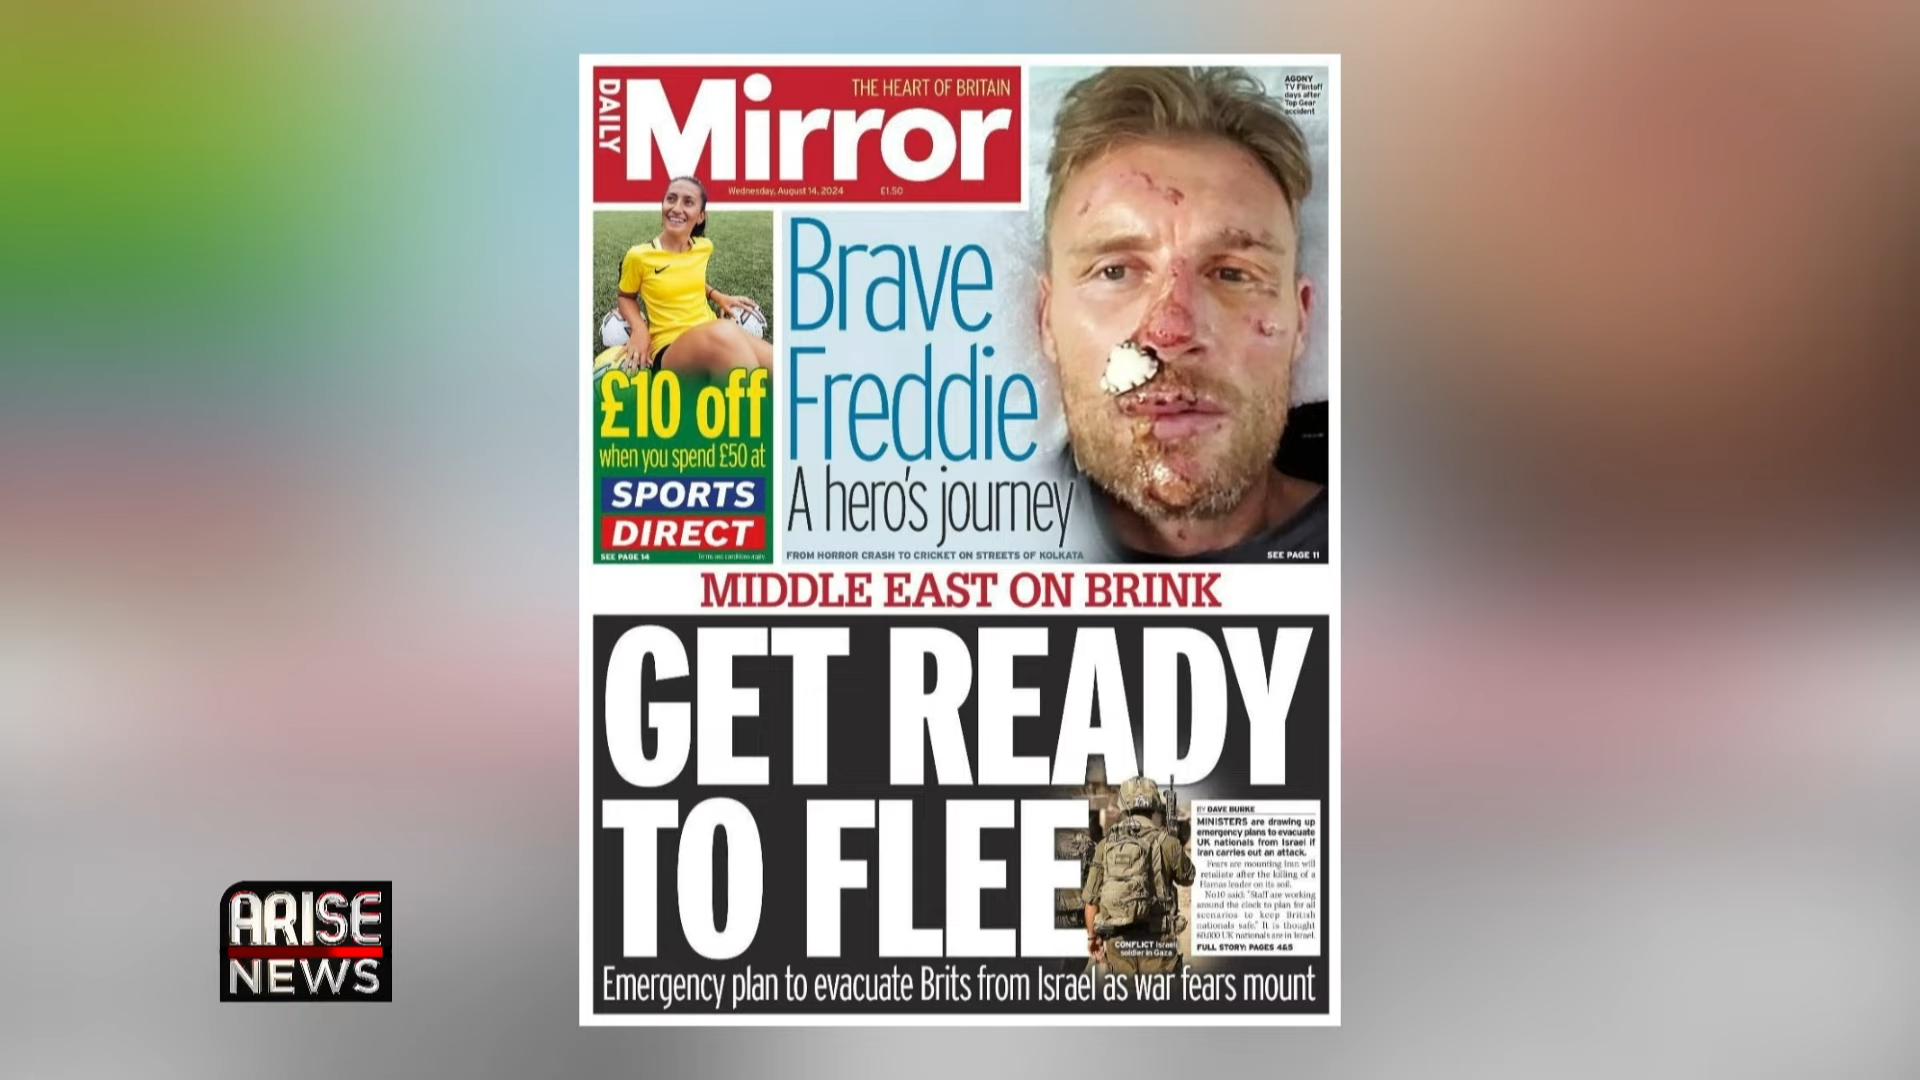 DAILY
Mirror
THE HEART OF BRITAIN
Wednesday, August 14, 2024 £1.50
AGONY
TV Flintoff
days after
Top Gear
accident
£10 off
when you spend £50 at
SPORTS
DIRECT
SEE PAGE 14
Terms and conditions apply
Brave
Freddie
A hero's journey
FROM HORROR CRASH TO CRICKET ON STREETS OF KOLKATA
SEE PAGE 11
MIDDLE EAST ON BRINK
GET READY
TO FLEE
CONFLICT Israeli
soldier in Gaza
BY DAVE BURKE
MINISTERS are drawing up
emergency plans to evacuate
UK nationals from Israel if
Iran carries out an attack.
Fears are mounting Iran will
retaliate after the killing of a
Hamas leader on its soil.
No10 said: "Staff are working
around the clock to plan for all
scenarios to keep British
nationals safe." It is thought
60,000 UK nationals are in Israel.
FULL STORY: PAGES 4&5
Emergency plan to evacuate Brits from Israel as war fears mount
ARISE
NEWS